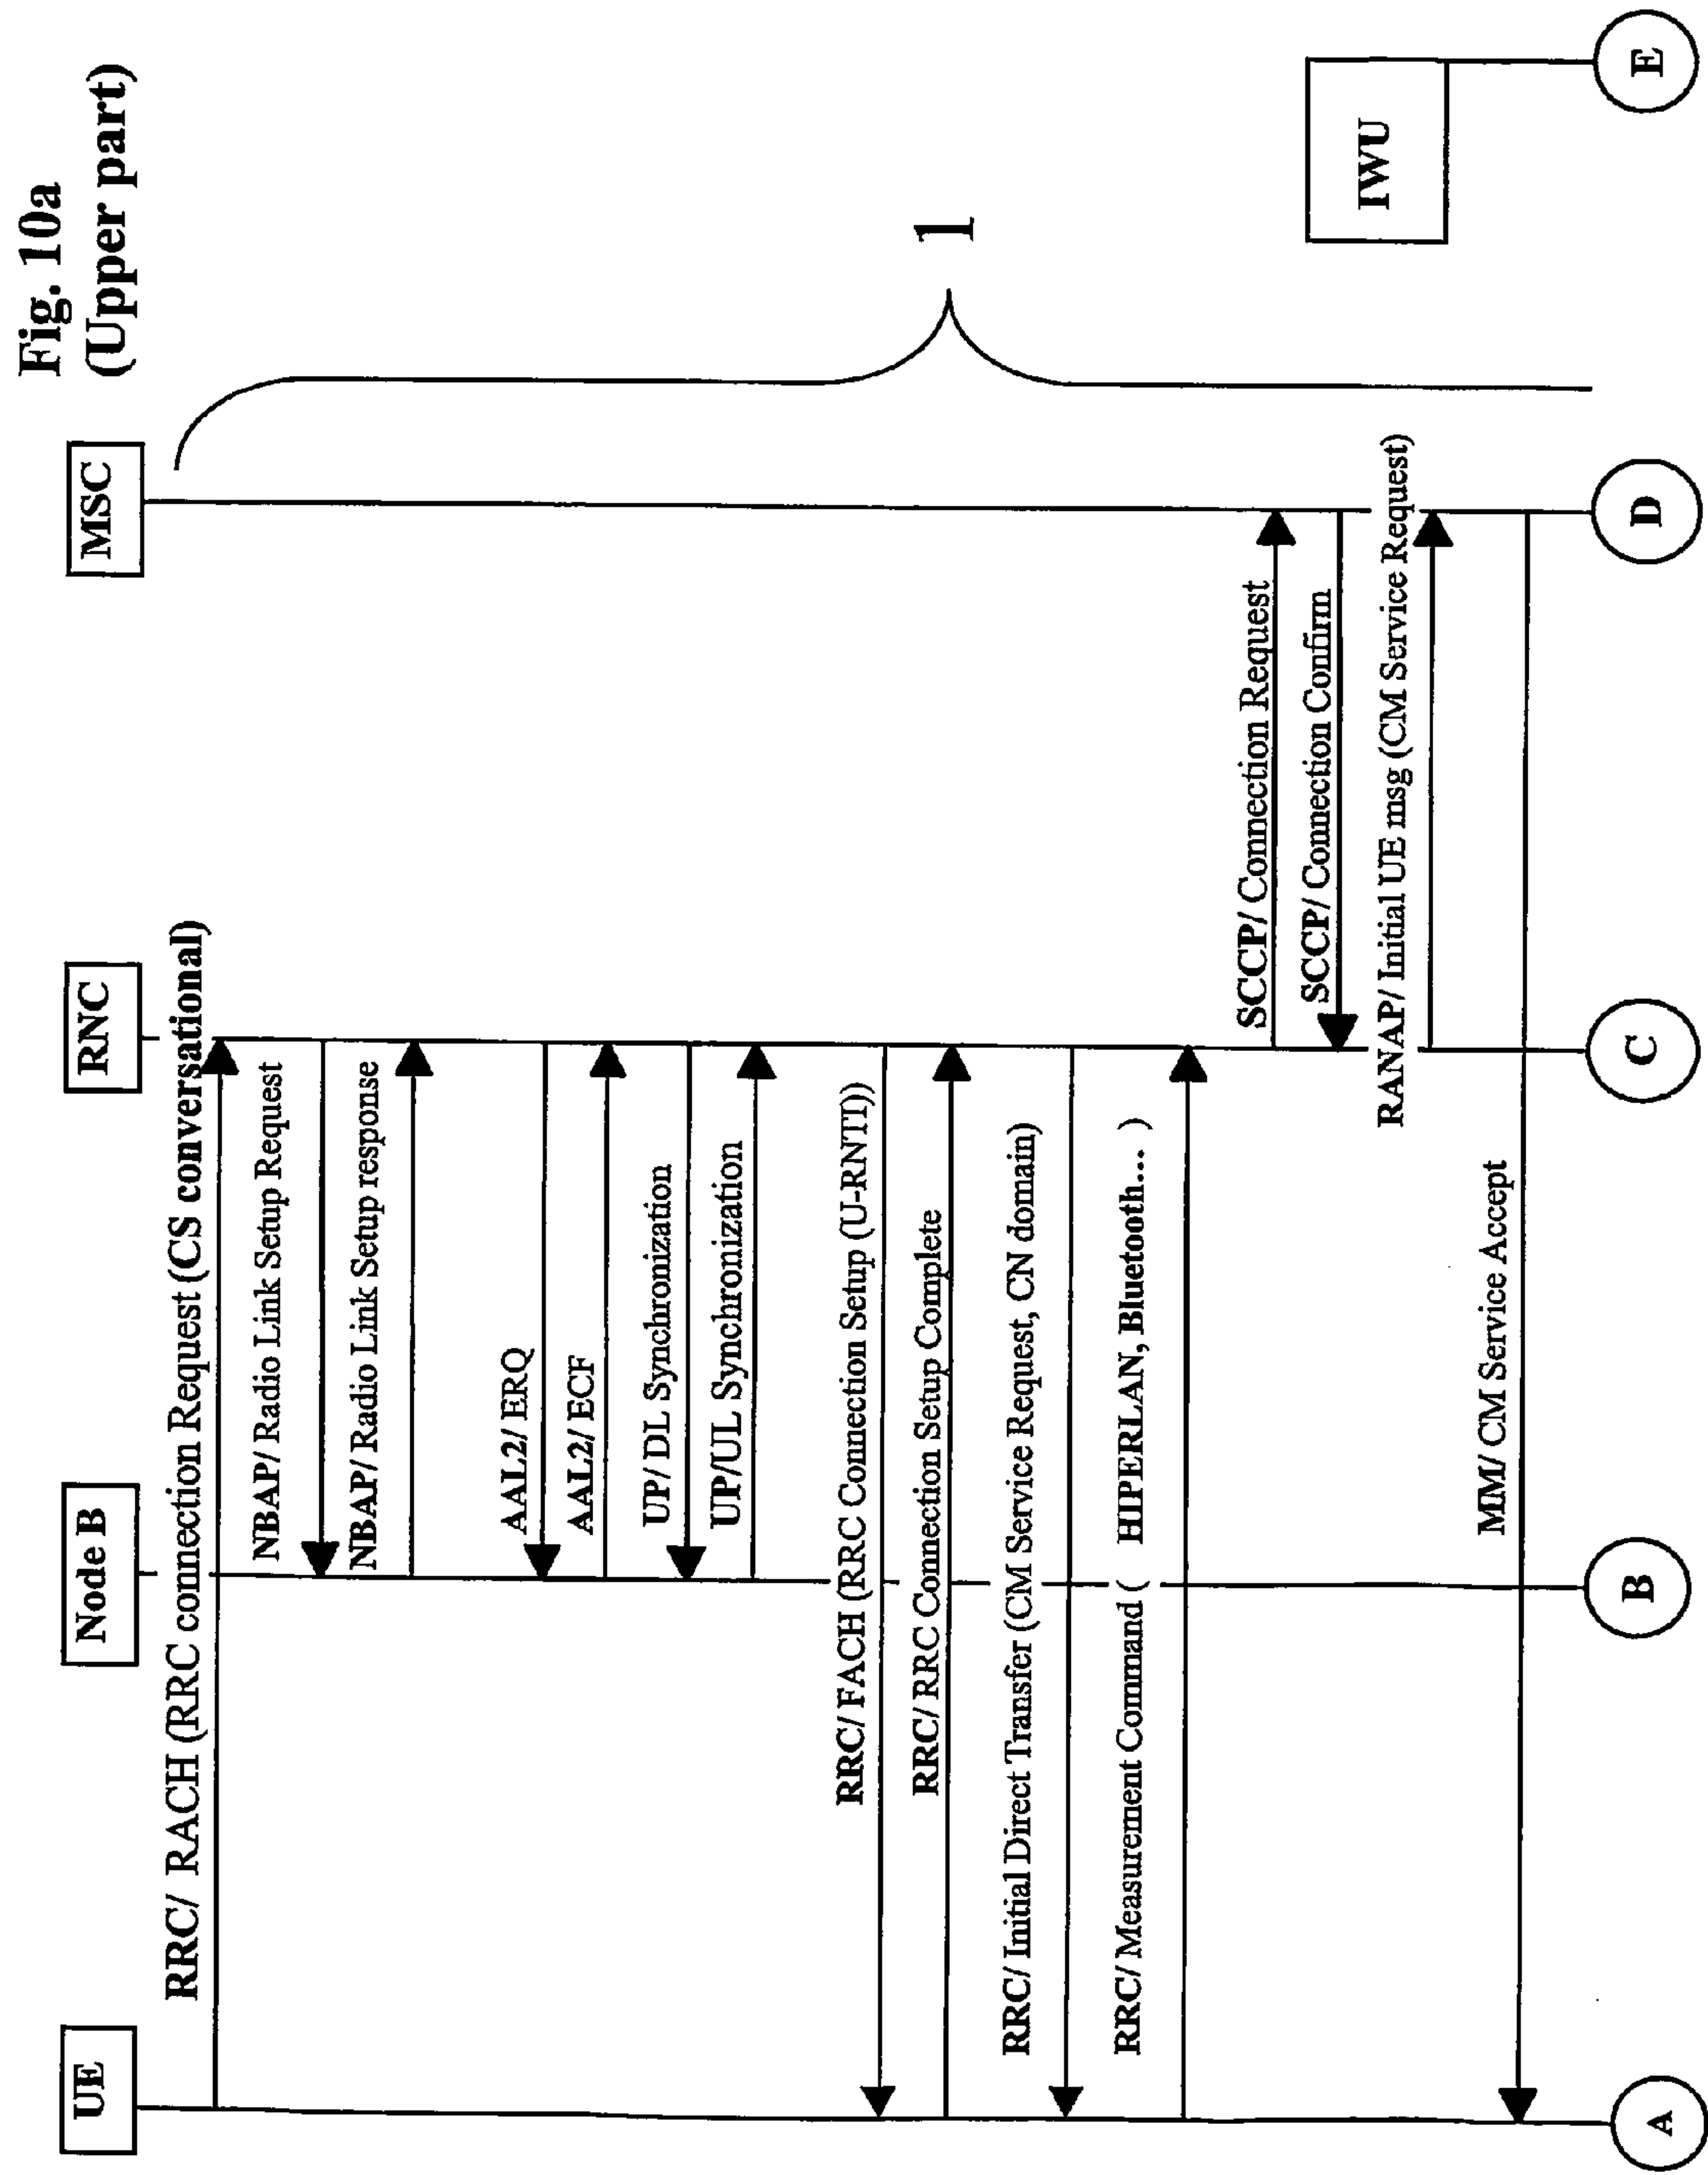 Fig. 10a
(Upper part)
UE
Node B
RNC
MSC
RRC/ RACH (RRC connection Request (CS conversational)
NBAP/ Radio Link Setup Request
NBAP/ Radio Link Setup response
AAL2/ ERQ
AAL2/ ECF
UP/ DL Synchronization
UP/UL Synchronization
RRC/ FACH (RRC Connection Setup (U-RNTI))
RRC/ RRC Connection Setup Complete
RRC/ Initial Direct Transfer (CM Service Request, CN domain)
RRC/ Measurement Command ( HIPERLAN, Bluetooth... )
1
SCCP/ Connection Request
SCCP/ Connection Confirm
IWU
RANAP/ Initial UE msg (CM Service Request)
MM/ CM Service Accept
A
B
C
D
E